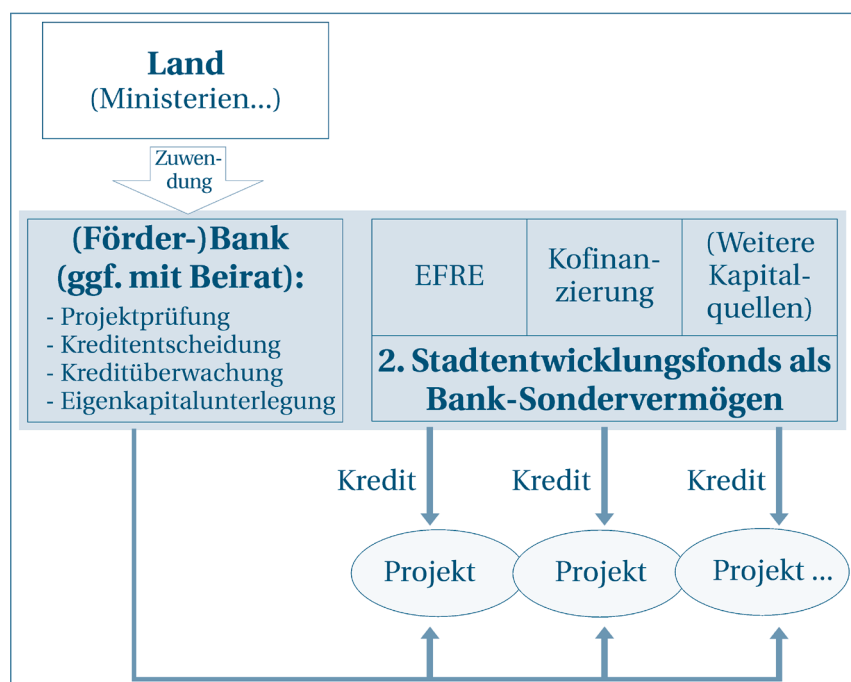 Land
(Ministerien...)
Zuwen-
dung
(Förder-)Bank
(ggf. mit Beirat):
- Projektprüfung
- Kreditentscheidung
- Kreditüberwachung
- Eigenkapitalunterlegung
EFRE
Kofinan-
zierung
(Weitere
Kapital-
quellen)
2. Stadtentwicklungsfonds als
Bank-Sondervermögen
Kredit
Kredit
Kredit
Projekt
Projekt
Projekt ...